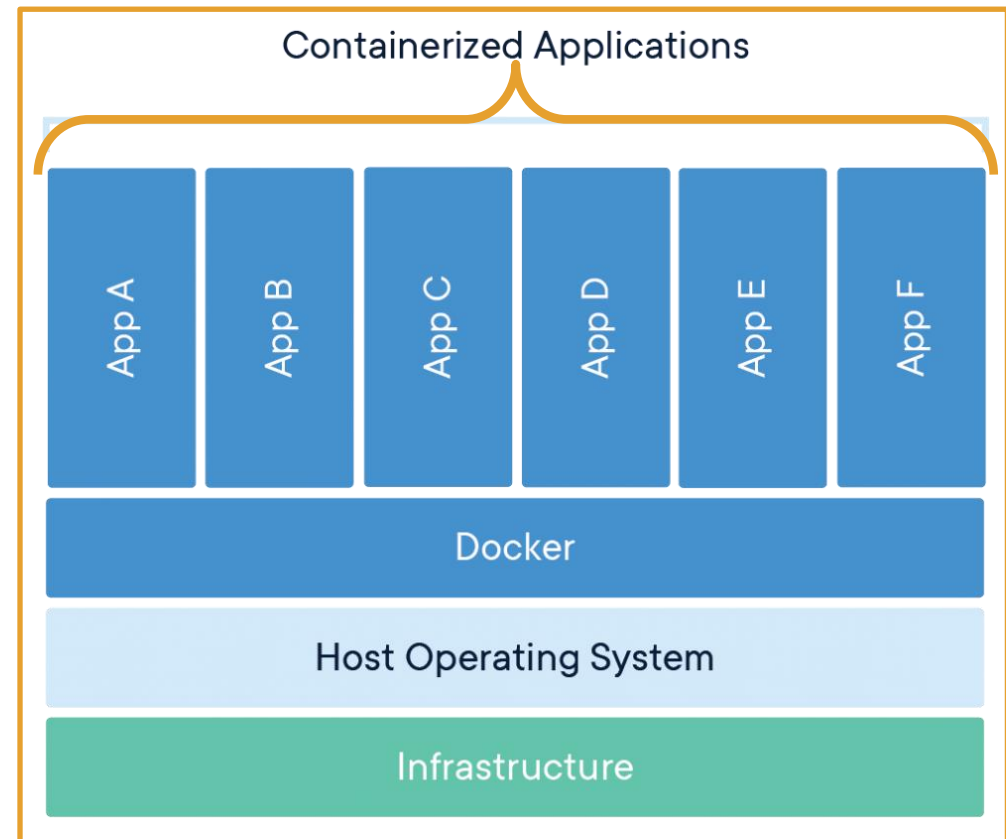 Containerized Applications
App A
App B
App C
App D
App E
App F
Docker
Host Operating System
Infrastructure